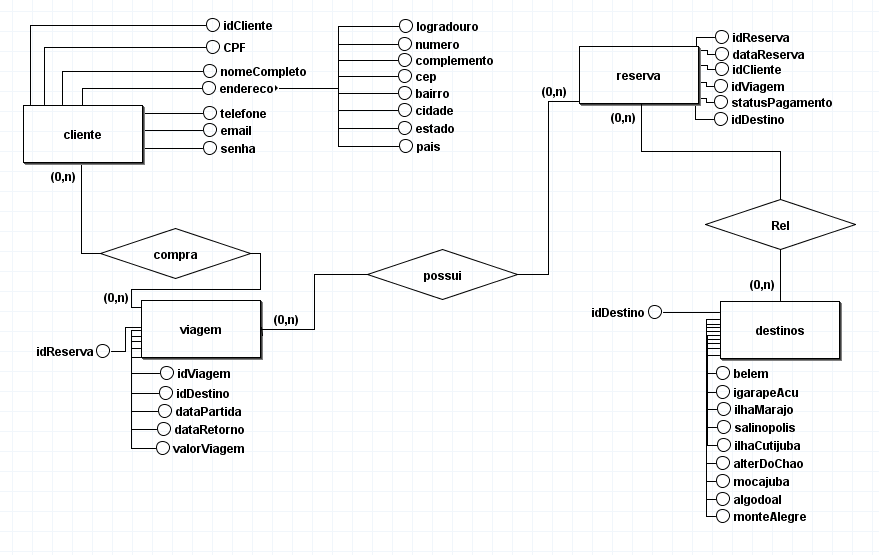 idCliente
CPF
nomeCompleto
endereco
telefone
email
senha
cliente
(0,n)
logradouro
numero
complemento
cep
bairro
cidade
estado
pais
reserva
(0,n)
(0,n)
idReserva
dataReserva
idCliente
idViagem
statusPagamento
idDestino
compra
possui
Rel
(0,n)
viagem
(0,n)
idReserva
idViagem
idDestino
dataPartida
dataRetorno
valorViagem
(0,n)
idDestino
destinos
belem
igarapeAcu
ilhaMarajo
salinopolis
ilhaCutijuba
alterDoChao
mocajuba
algodoal
monteAlegre